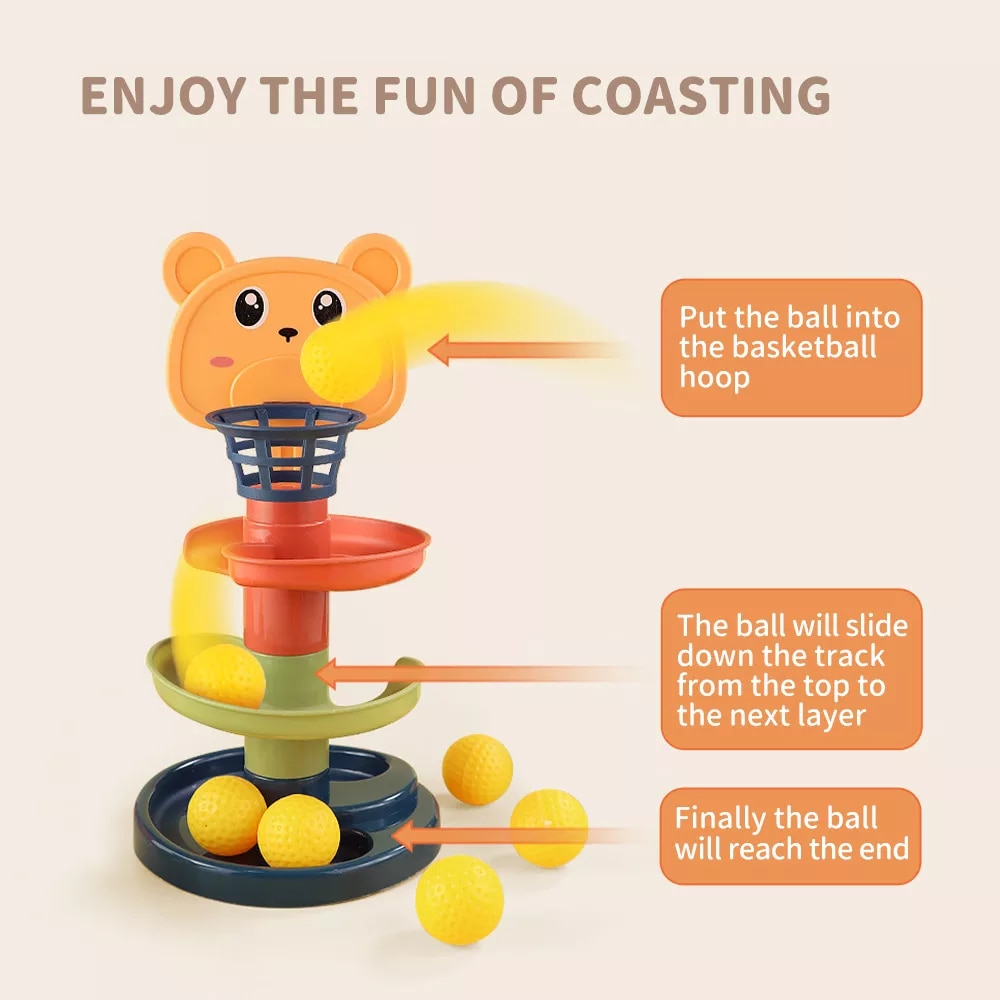 ENJOY THE FUN OF COASTING
Put the ball into
the basketball
hoop
The ball will slide
down the track
from the top to
the next layer
Finally the ball
will reach the end